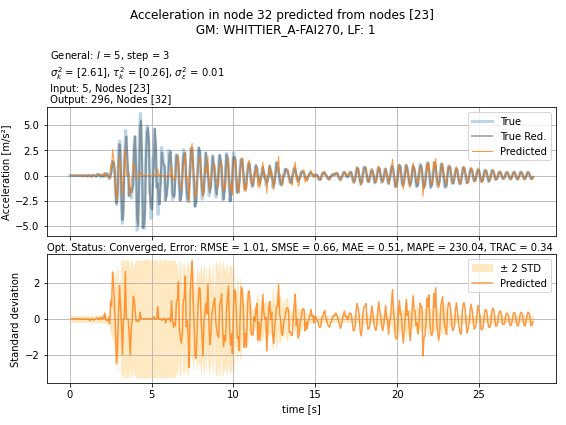 Acceleration in node 32 predicted from nodes [23]
GM: WHITTIER_A-FAI270, LF: 1
General: l = 5, step = 3
σ²ₖ = [2.61], τ²ₖ = [0.26], σ²ε = 0.01
Input: 5, Nodes [23]
Output: 296, Nodes [32]
Acceleration [m/s²]
5.0
2.5
0.0
−2.5
−5.0
True
True Red.
Predicted
Opt. Status: Converged, Error: RMSE = 1.01, SMSE = 0.66, MAE = 0.51, MAPE = 230.04, TRAC = 0.34
Standard deviation
2
0
−2
± 2 STD
Predicted
0 5 10 15 20 25
time [s]